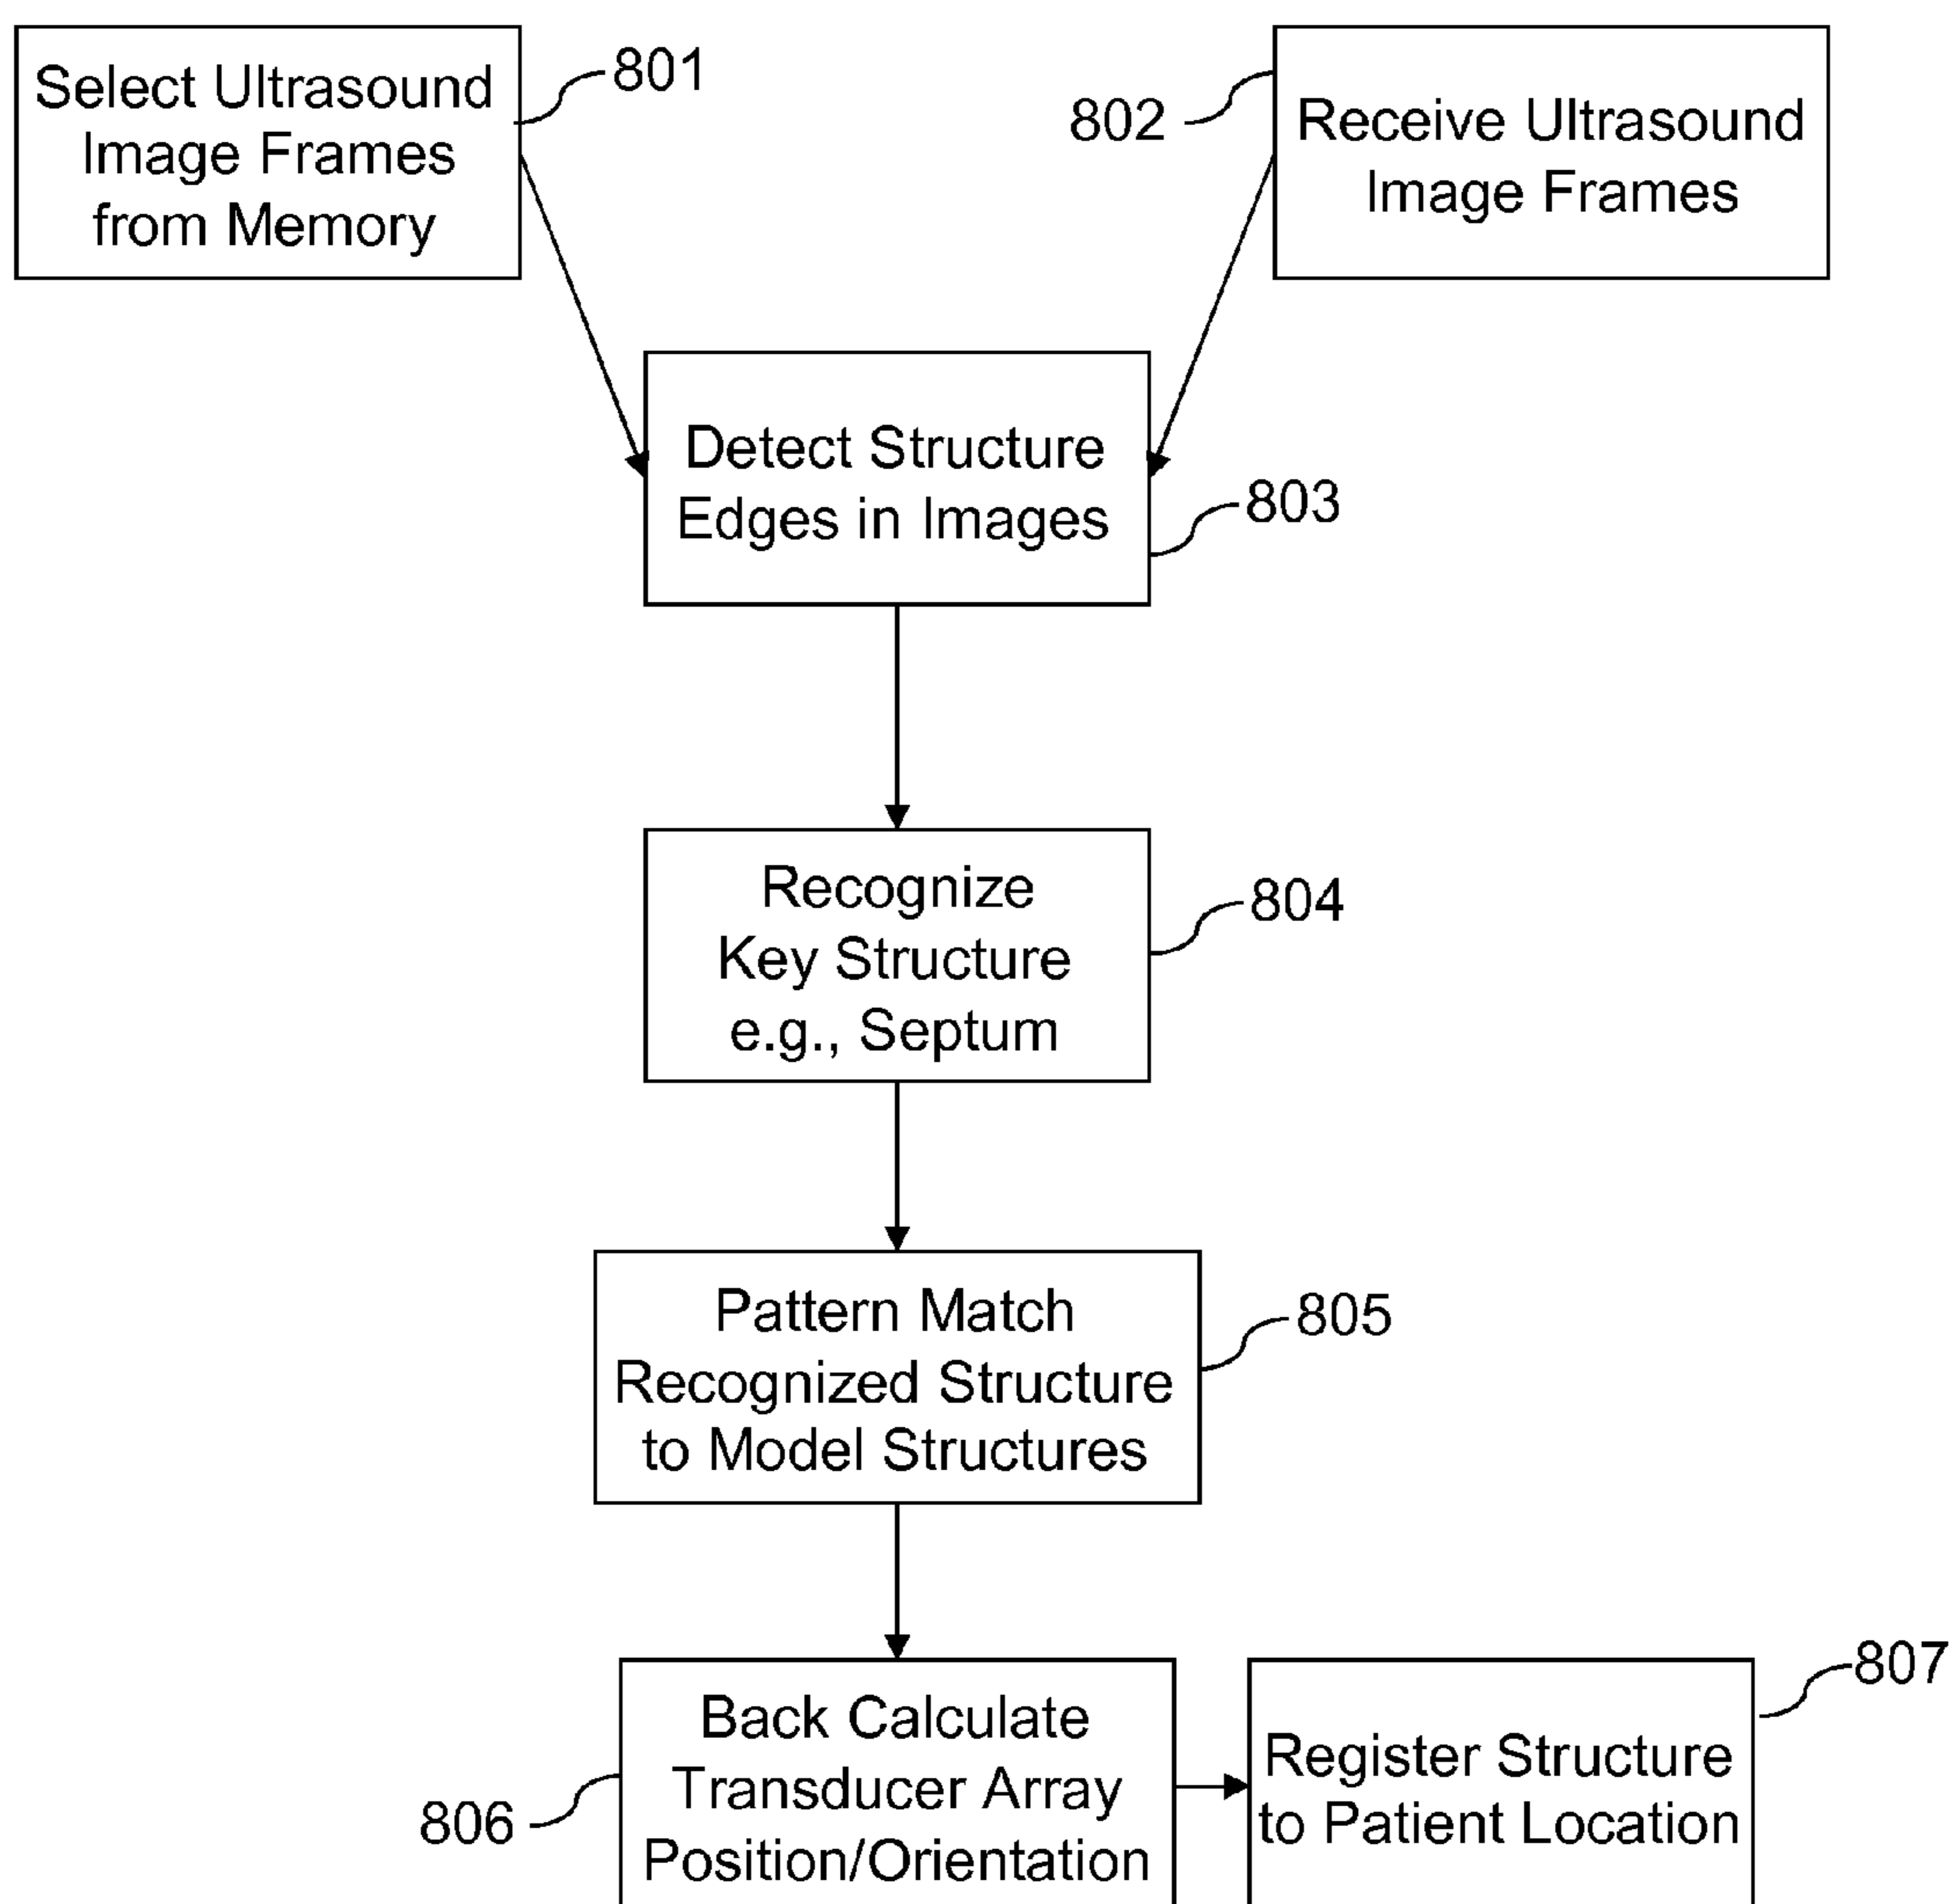 Select Ultrasound
Image Frames
from Memory
801
802
Receive Ultrasound
Image Frames
Detect Structure
Edges in Images
803
Recognize
Key Structure
e.g., Septum
804
Pattern Match
Recognized Structure
to Model Structures
805
Back Calculate
Transducer Array
Position/Orientation
806
Register Structure
to Patient Location
807